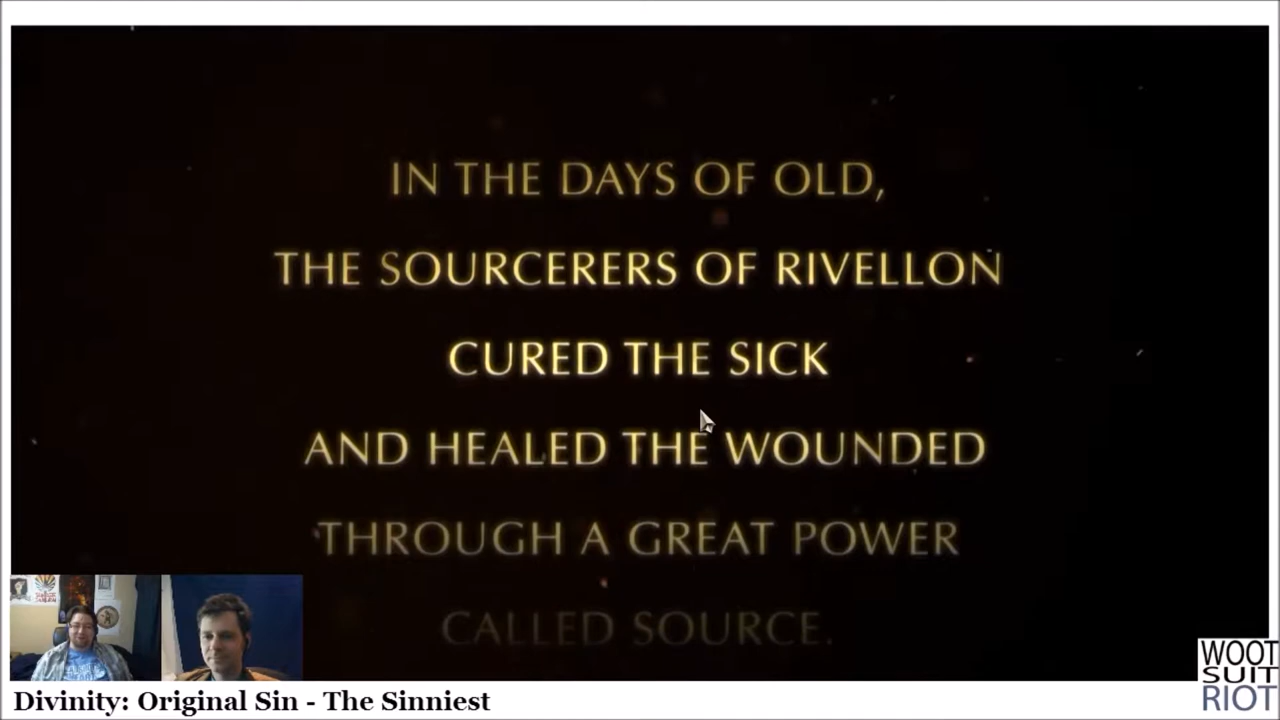 IN THE DAYS OF OLD,
THE SOURCERERS OF RIVELLON
CURED THE SICK
AND HEALED THE WOUNDED
THROUGH A GREAT POWER
CALLED SOURCE.
Divinity: Original Sin - The Sinniest
WOOT
SUIT
RIOT